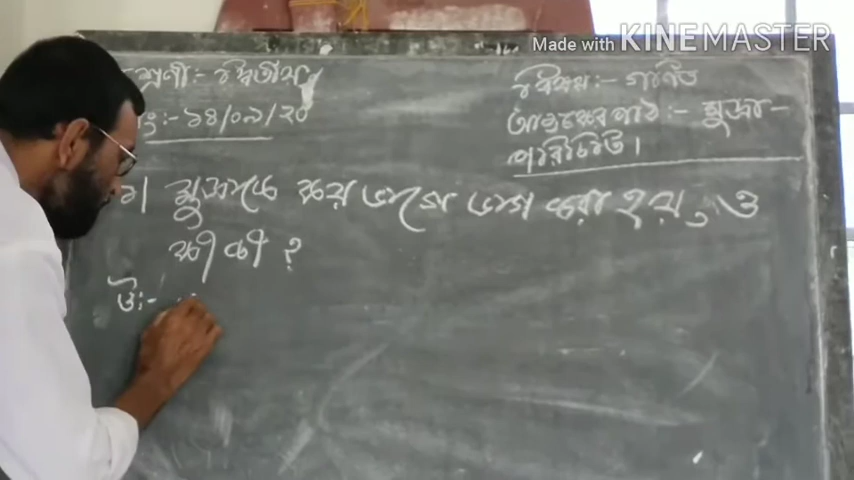 Made with KINEMASTER
শ্রেণী :- দ্বিতীয়
ং:- ১৪/০৯/২০
বিষয় :- গণিত
আজকের পাঠ :- মুদ্রা-
পরিচিতি।
মুদ্রাকে কয় ভাগে ভাগ করা হয়, ও
কী কী ?
উঃ-